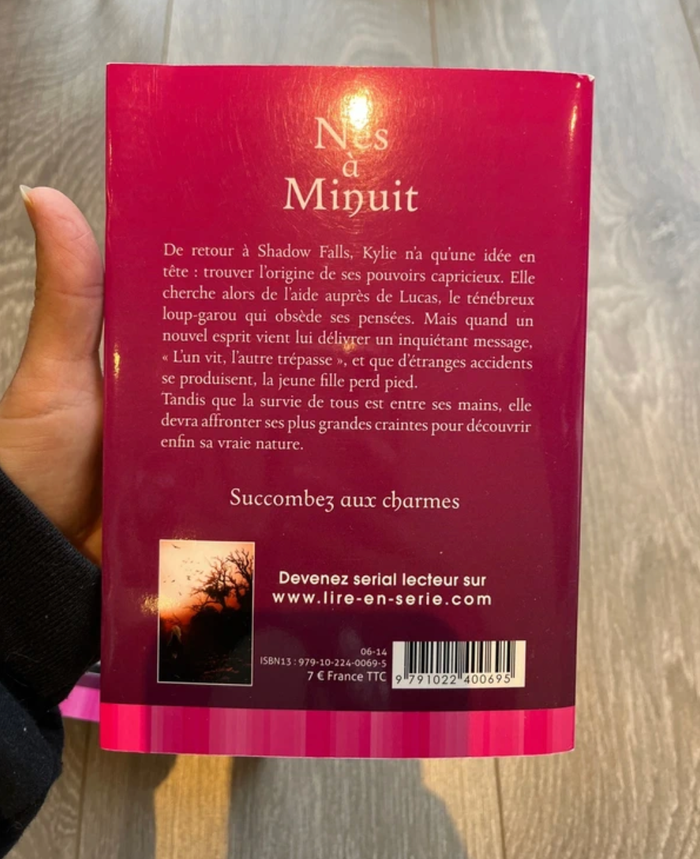 Nés
à
Minuit
De retour à Shadow Falls, Kylie n'a qu'une idée en
tête : trouver l'origine de ses pouvoirs capricieux. Elle
cherche alors de l'aide auprès de Lucas, le ténébreux
loup-garou qui obsède ses pensées. Mais quand un
nouvel esprit vient lui délivrer un inquiétant message,
« L'un vit, l'autre trépasse », et que d'étranges accidents
se produisent, la jeune fille perd pied.
Tandis que la survie de tous est entre ses mains, elle
devra affronter ses plus grandes craintes pour découvrir
enfin sa vraie nature.
Succombez aux charmes
Devenez serial lecteur sur
www.lire-en-serie.com
06-14
ISBN13 : 979-10-224-0069-5
7 € France TTC
9 791022 400695